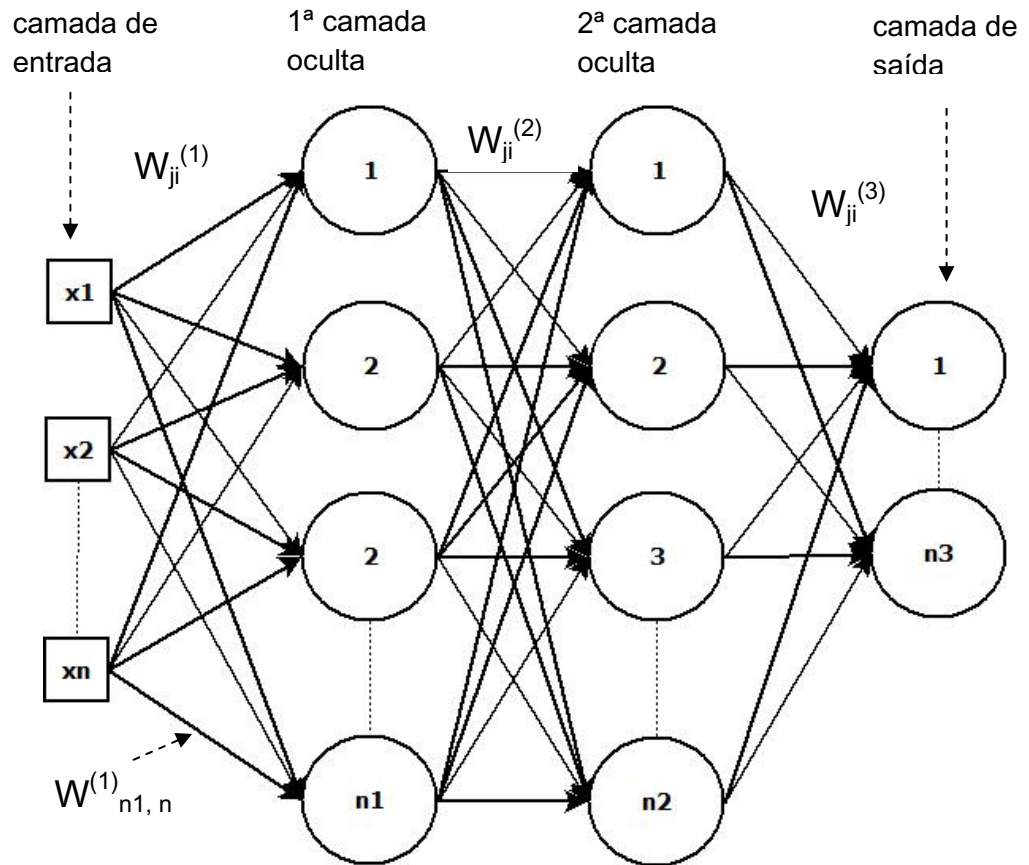 camada de
entrada
1ª camada
oculta
2ª camada
oculta
camada de
saída
Wji(1)
Wji(2)
Wji(3)
x1
x2
xn
1
2
2
n1
1
2
3
n2
1
n3
W(1)n1, n